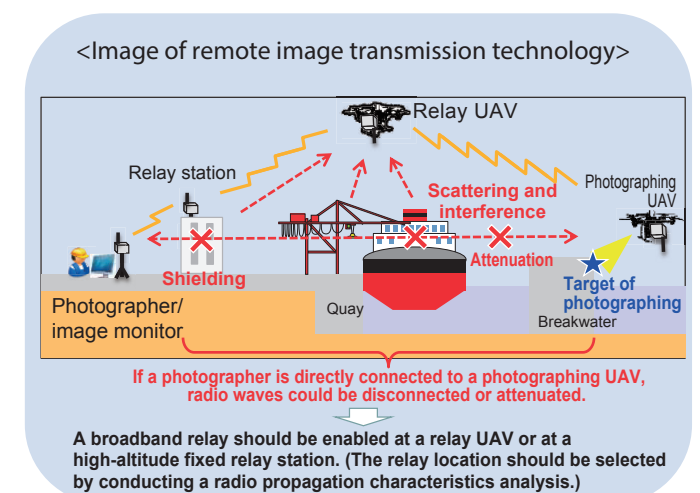 <Image of remote image transmission technology>
Relay UAV
Relay station
Photographing
UAV
Scattering and
interference
Attenuation
Shielding
Target of
photographing
Photographer/
image monitor
Quay
Breakwater
If a photographer is directly connected to a photographing UAV,
radio waves could be disconnected or attenuated.
A broadband relay should be enabled at a relay UAV or at a
high-altitude fixed relay station. (The relay location should be selected
by conducting a radio propagation characteristics analysis.)